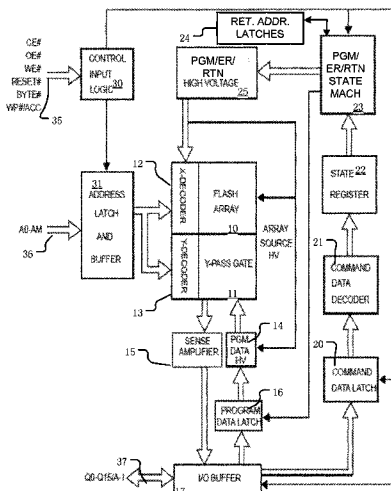 24
RET. ADDR.
LATCHES
CE#
OE#
WE#
RESET#
BYTE#
WP#/ACC
35
CONTROL
INPUT
LOGIC
30
PGM/ER/RTN
HIGH VOLTAGE
25
PGM/
ER/RTN
STATE
MACH
23
12
X-DECODER
FLASH
ARRAY
10
31
ADDRESS
LATCH
AND
BUFFER
A0-AM
36
Y-DECODER
Y-PASS GATE
11
13
ARRAY
SOURCE
HV
22
STATE
REGISTER
21
COMMAND
DATA
DECODER
15
SENSE
AMPLIFIER
PGM
DATA
HV
14
20
COMMAND
DATA LATCH
16
PROGRAM
DATA LATCH
37
Q0-Q15/A-1
I/O BUFFER
17